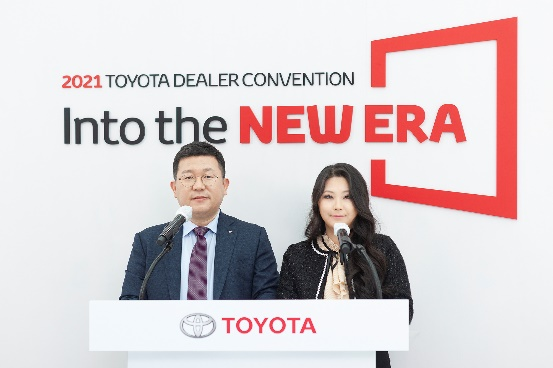 2021 TOYOTA DEALER CONVENTION
Into the NEW ERA
TOYOTA